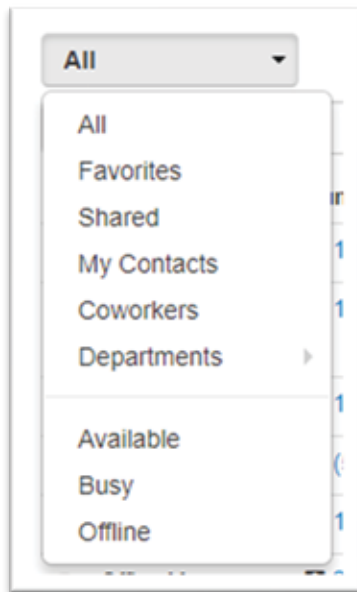 All
All
Favorites
Shared
My Contacts
Coworkers
Departments
Available
Busy
Offline